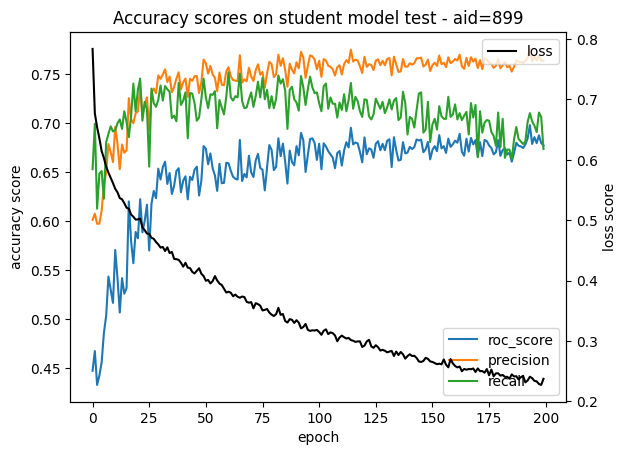 Accuracy scores on student model test - aid=899
accuracy score
0.75
0.70
0.65
0.60
0.55
0.50
0.45
loss
0.8
0.7
0.6
0.5
0.4
0.3
0.2
loss score
roc_score
precision
recall
0
25
50
75
100
125
150
175
200
epoch